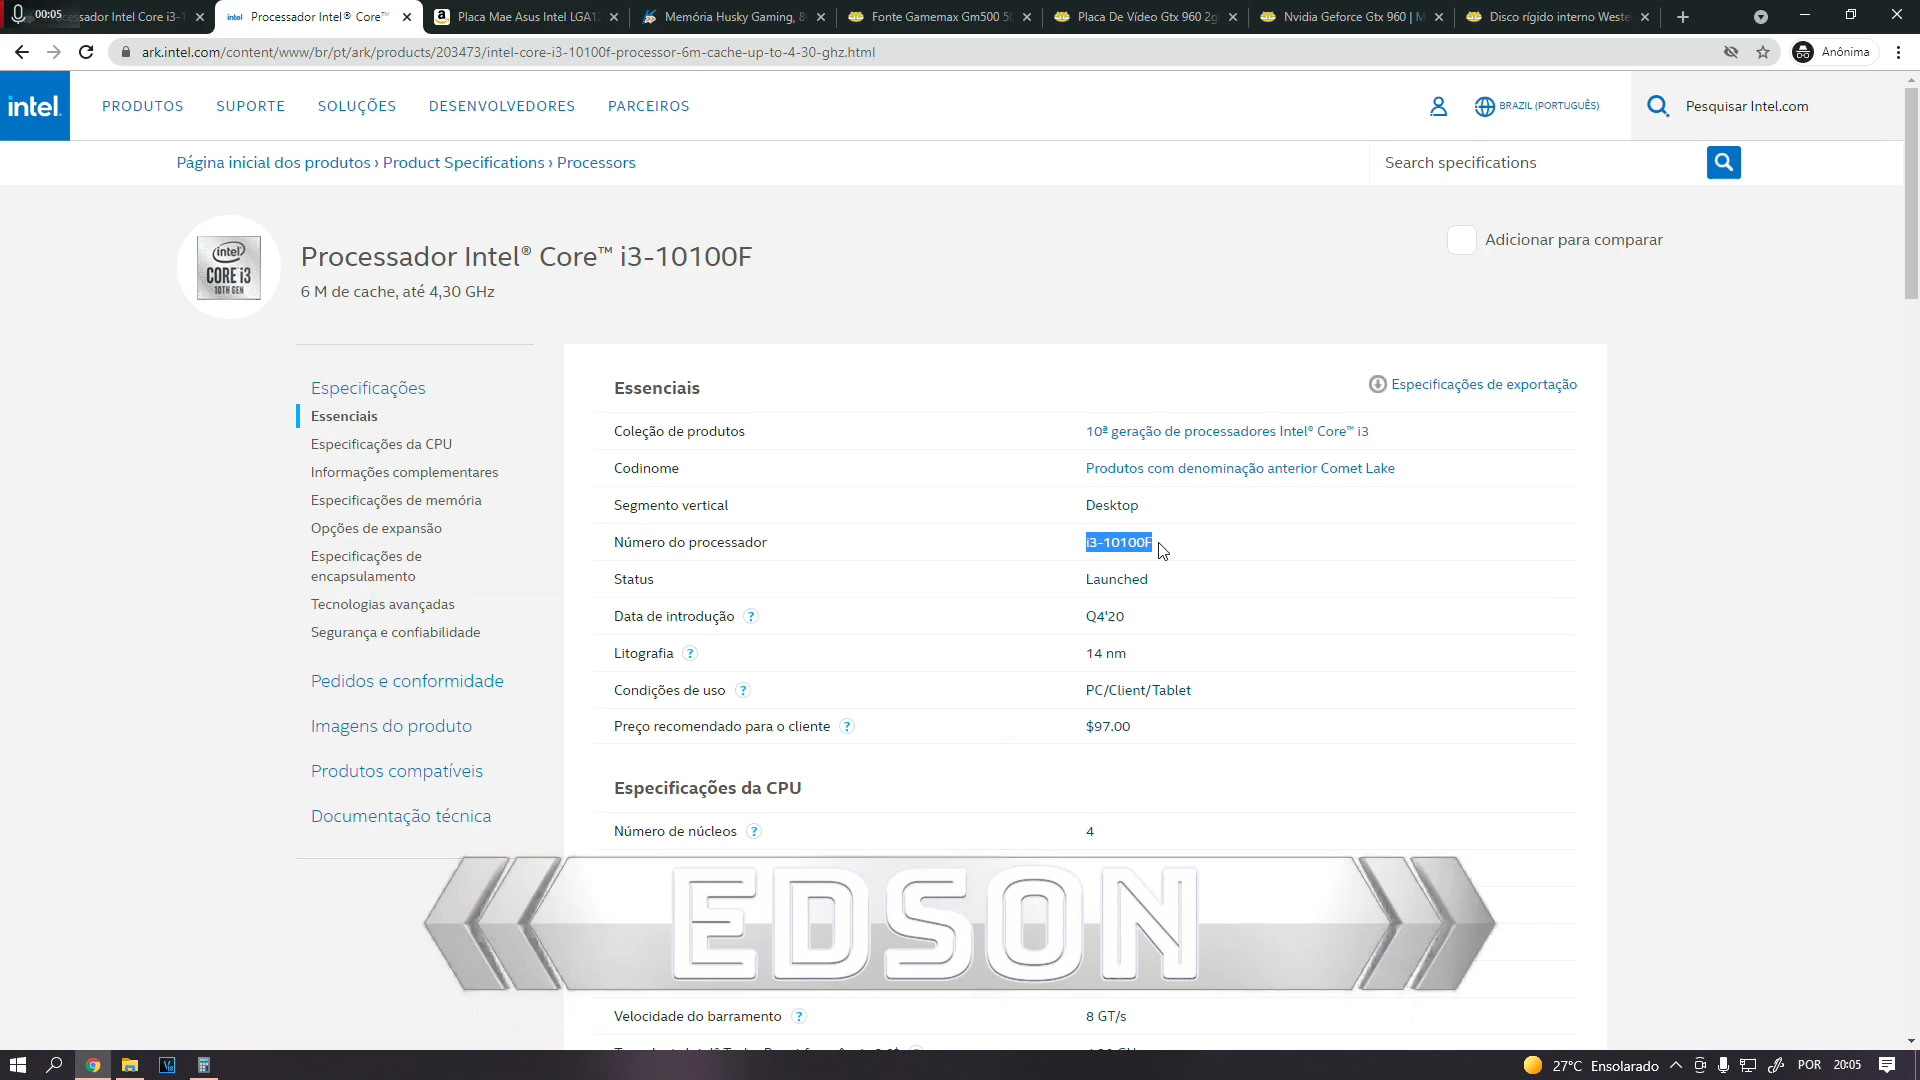 00:05
essador Intel Core i3-1
Processador Intel® Core™
Placa Mae Asus Intel LGA1
Memória Husky Gaming, 8
Fonte Gamemax Gm500 50
Placa De Vídeo Gtx 960 2g
Nvidia Geforce Gtx 960 | M
Disco rígido interno Weste
ark.intel.com/content/www/br/pt/ark/products/203473/intel-core-i3-10100f-processor-6m-cache-up-to-4-30-ghz.html
Anônima
intel.
PRODUTOS
SUPORTE
SOLUÇÕES
DESENVOLVEDORES
PARCEIROS
BRAZIL (PORTUGUÊS)
Pesquisar Intel.com
Página inicial dos produtos › Product Specifications › Processors
Search specifications
intel
CORE i3
10TH GEN
Processador Intel® Core™ i3-10100F
6 M de cache, até 4,30 GHz
Adicionar para comparar
Especificações
Essenciais
Especificações da CPU
Informações complementares
Especificações de memória
Opções de expansão
Especificações de
encapsulamento
Tecnologias avançadas
Segurança e confiabilidade
Pedidos e conformidade
Imagens do produto
Produtos compatíveis
Documentação técnica
Essenciais
Especificações de exportação
Coleção de produtos
10ª geração de processadores Intel® Core™ i3
Codinome
Produtos com denominação anterior Comet Lake
Segmento vertical
Desktop
Número do processador
i3-10100F
Status
Launched
Data de introdução ?
Q4'20
Litografia ?
14 nm
Condições de uso ?
PC/Client/Tablet
Preço recomendado para o cliente ?
$97.00
Especificações da CPU
Número de núcleos ?
4
EDSON
Velocidade do barramento ?
8 GT/s
27°C Ensolarado
POR
20:05